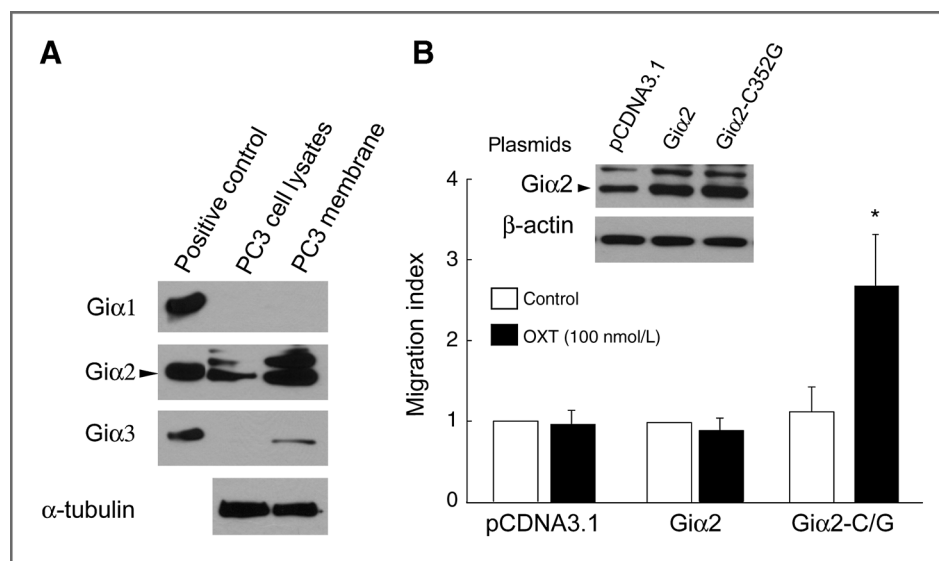 A
Positive control
PC3 cell lysates
PC3 membrane
Giα1
Giα2
Giα3
α-tubulin
B
Plasmids
pCDNA3.1
Giα2
Giα2-C352G
Giα2
β-actin
Migration index
4
3
2
1
0
Control
OXT (100 nmol/L)
*
pCDNA3.1
Giα2
Giα2-C/G